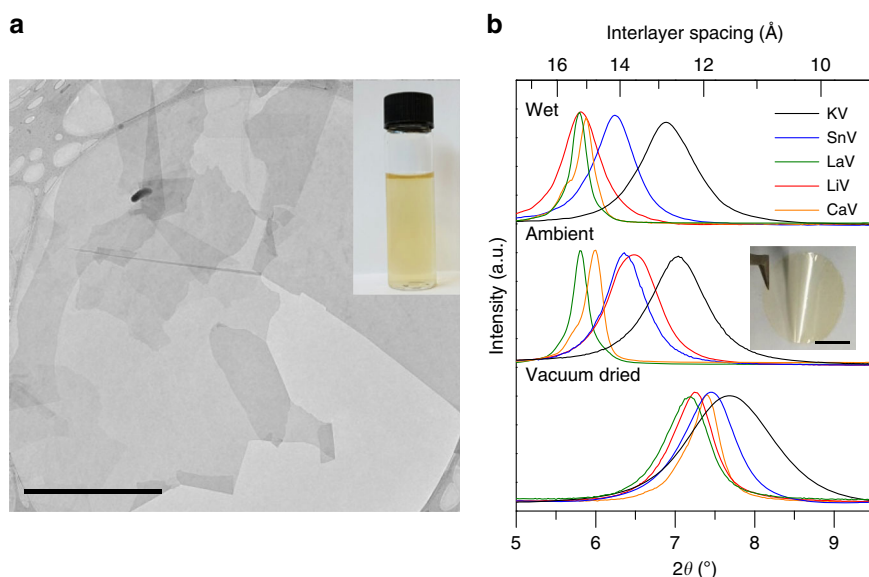 a
b
Interlayer spacing (Å)
16 14 12 10
Wet
KV
SnV
LaV
LiV
CaV
Ambient
Intensity (a.u.)
Vacuum dried
5 6 7 8 9
2θ (°)